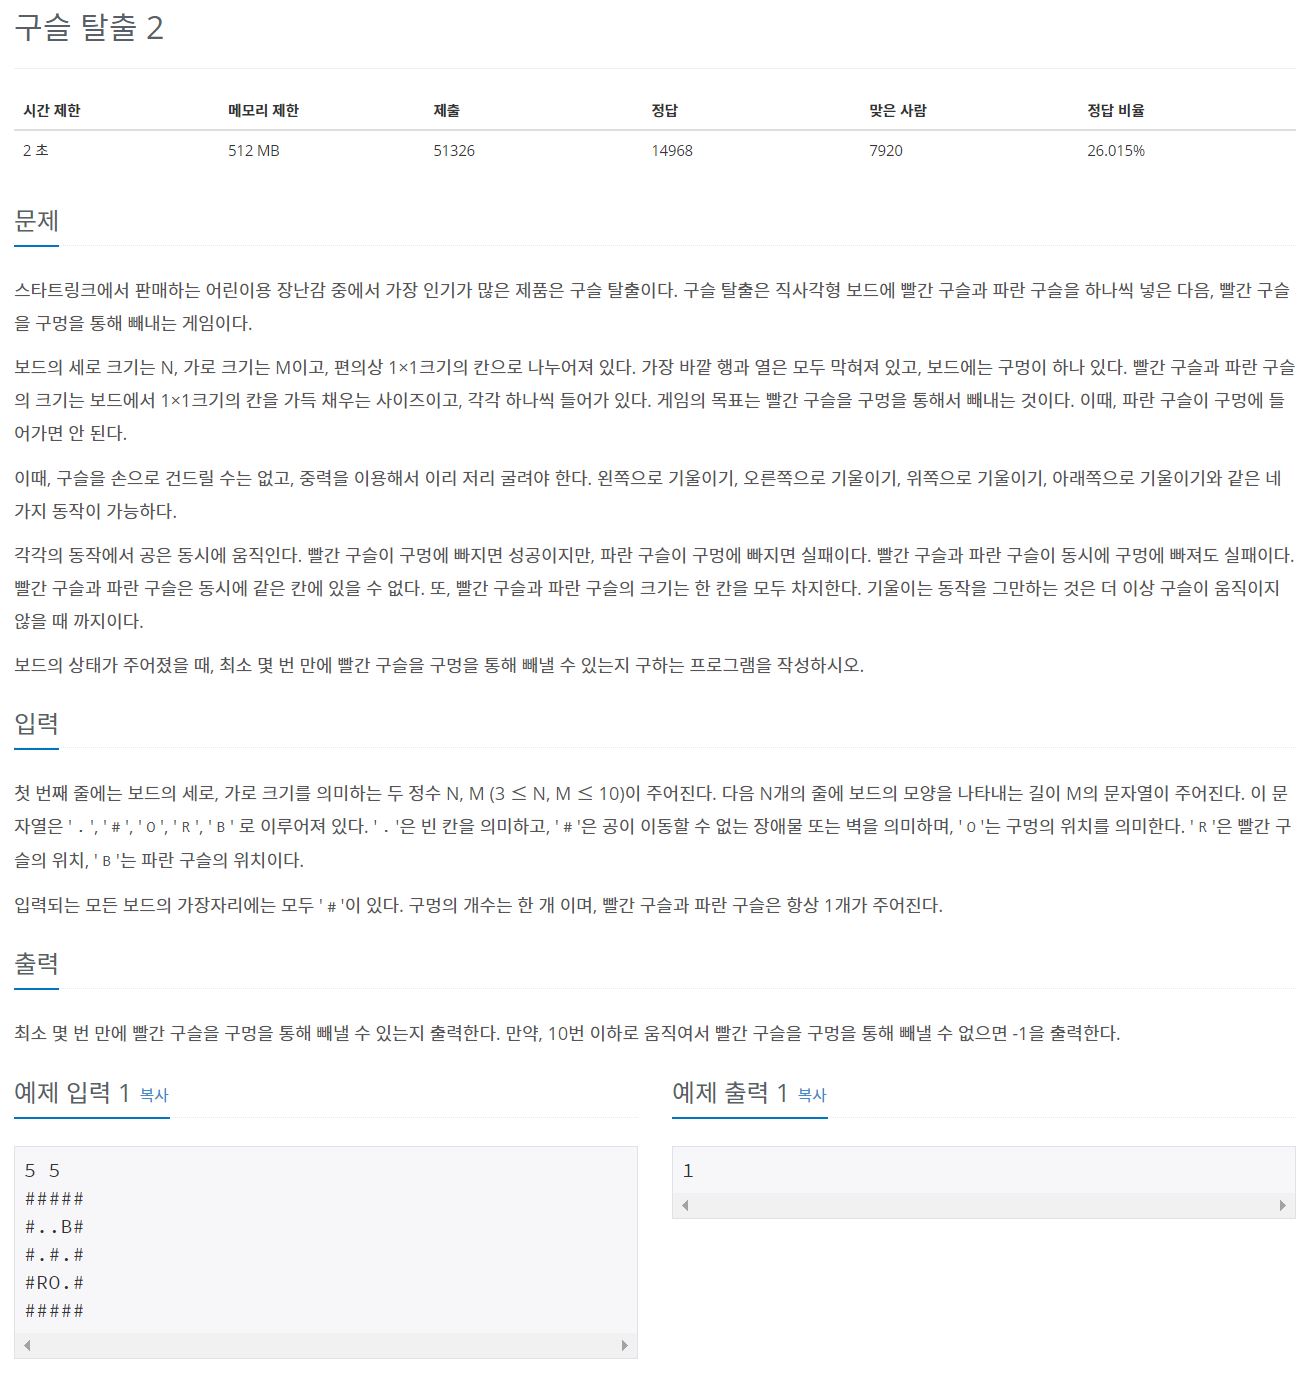 구슬 탈출 2
시간 제한 메모리 제한 제출 정답 맞은 사람 정답 비율
2 초 512 MB 51326 14968 7920 26.015%
문제
스타트링크에서 판매하는 어린이용 장난감 중에서 가장 인기가 많은 제품은 구슬 탈출이다. 구슬 탈출은 직사각형 보드에 빨간 구슬과 파란 구슬을 하나씩 넣은 다음, 빨간 구슬
을 구멍을 통해 빼내는 게임이다.
보드의 세로 크기는 N, 가로 크기는 M이고, 편의상 1×1크기의 칸으로 나누어져 있다. 가장 바깥 행과 열은 모두 막혀져 있고, 보드에는 구멍이 하나 있다. 빨간 구슬과 파란 구슬
의 크기는 보드에서 1×1크기의 칸을 가득 채우는 사이즈이고, 각각 하나씩 들어가 있다. 게임의 목표는 빨간 구슬을 구멍을 통해서 빼내는 것이다. 이때, 파란 구슬이 구멍에 들
어가면 안 된다.
이때, 구슬을 손으로 건드릴 수는 없고, 중력을 이용해서 이리 저리 굴려야 한다. 왼쪽으로 기울이기, 오른쪽으로 기울이기, 위쪽으로 기울이기, 아래쪽으로 기울이기와 같은 네
가지 동작이 가능하다.
각각의 동작에서 공은 동시에 움직인다. 빨간 구슬이 구멍에 빠지면 성공이지만, 파란 구슬이 구멍에 빠지면 실패이다. 빨간 구슬과 파란 구슬이 동시에 구멍에 빠져도 실패이다.
빨간 구슬과 파란 구슬은 동시에 같은 칸에 있을 수 없다. 또, 빨간 구슬과 파란 구슬의 크기는 한 칸을 모두 차지한다. 기울이는 동작을 그만하는 것은 더 이상 구슬이 움직이지
않을 때 까지이다.
보드의 상태가 주어졌을 때, 최소 몇 번 만에 빨간 구슬을 구멍을 통해 빼낼 수 있는지 구하는 프로그램을 작성하시오.
입력
첫 번째 줄에는 보드의 세로, 가로 크기를 의미하는 두 정수 N, M (3 ≤ N, M ≤ 10)이 주어진다. 다음 N개의 줄에 보드의 모양을 나타내는 길이 M의 문자열이 주어진다. 이 문
자열은 '.', '#', 'O', 'R', 'B' 로 이루어져 있다. '.'은 빈 칸을 의미하고, '#'은 공이 이동할 수 없는 장애물 또는 벽을 의미하며, 'O'는 구멍의 위치를 의미한다. 'R'은 빨간 구
슬의 위치, 'B'는 파란 구슬의 위치이다.
입력되는 모든 보드의 가장자리에는 모두 '#'이 있다. 구멍의 개수는 한 개 이며, 빨간 구슬과 파란 구슬은 항상 1개가 주어진다.
출력
최소 몇 번 만에 빨간 구슬을 구멍을 통해 빼낼 수 있는지 출력한다. 만약, 10번 이하로 움직여서 빨간 구슬을 구멍을 통해 빼낼 수 없으면 -1을 출력한다.
예제 입력 1 복사
5 5
#####
#..B#
#.#.#
#RO.#
#####
예제 출력 1 복사
1